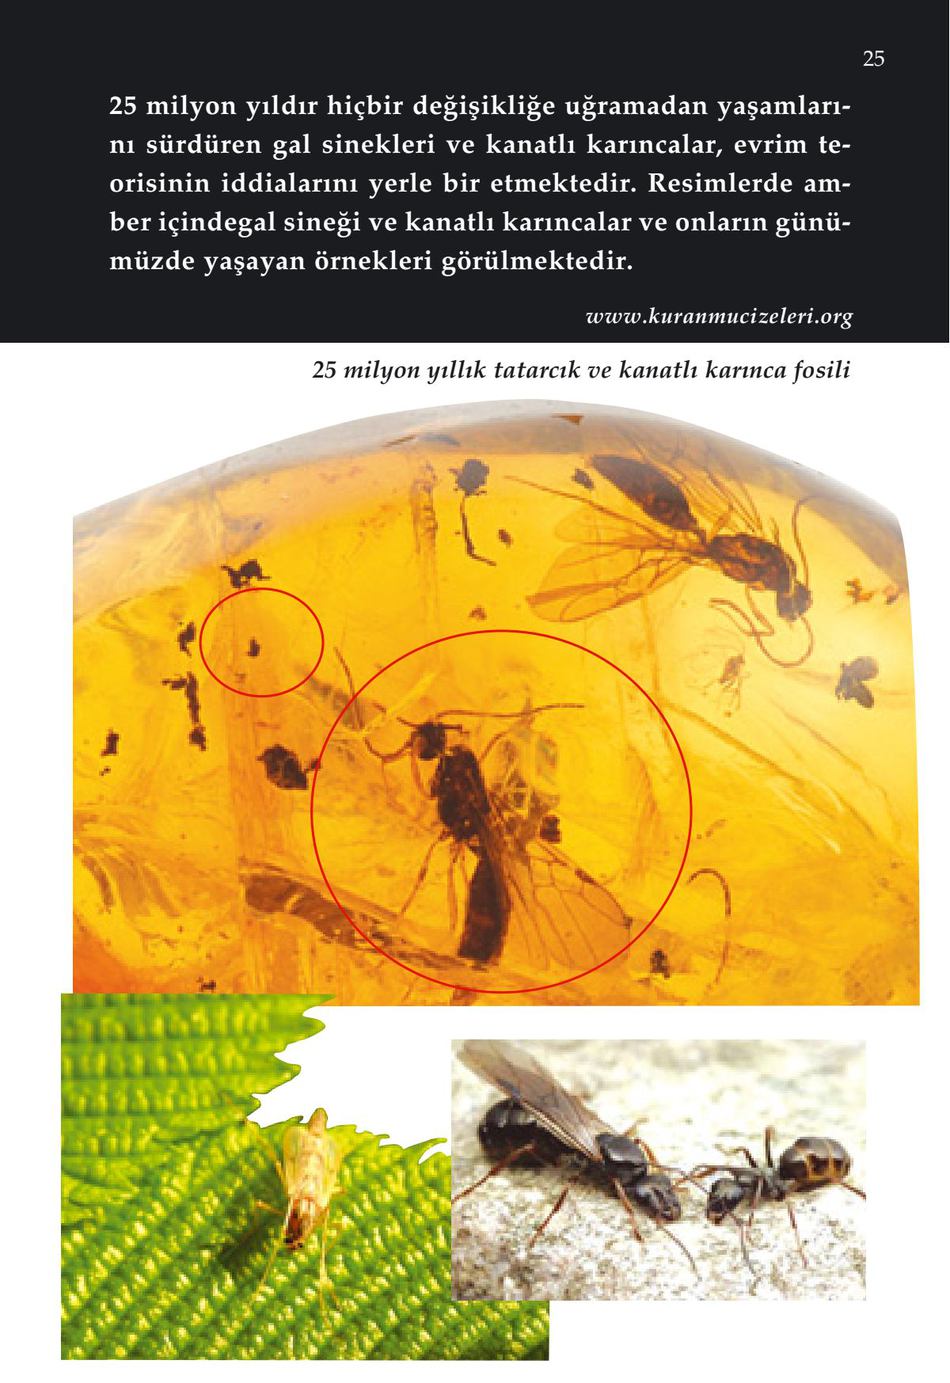 25
25 milyon yıldır hiçbir değişikliğe uğramadan yaşamları-
nı sürdüren gal sinekleri ve kanatlı karıncalar, evrim te-
orisinin iddialarını yerle bir etmektedir. Resimlerde am-
ber içindegal sineği ve kanatlı karıncalar ve onların günü-
müzde yaşayan örnekleri görülmektedir.
www.kuranmucizeleri.org
25 milyon yıllık tatarcık ve kanatlı karınca fosili